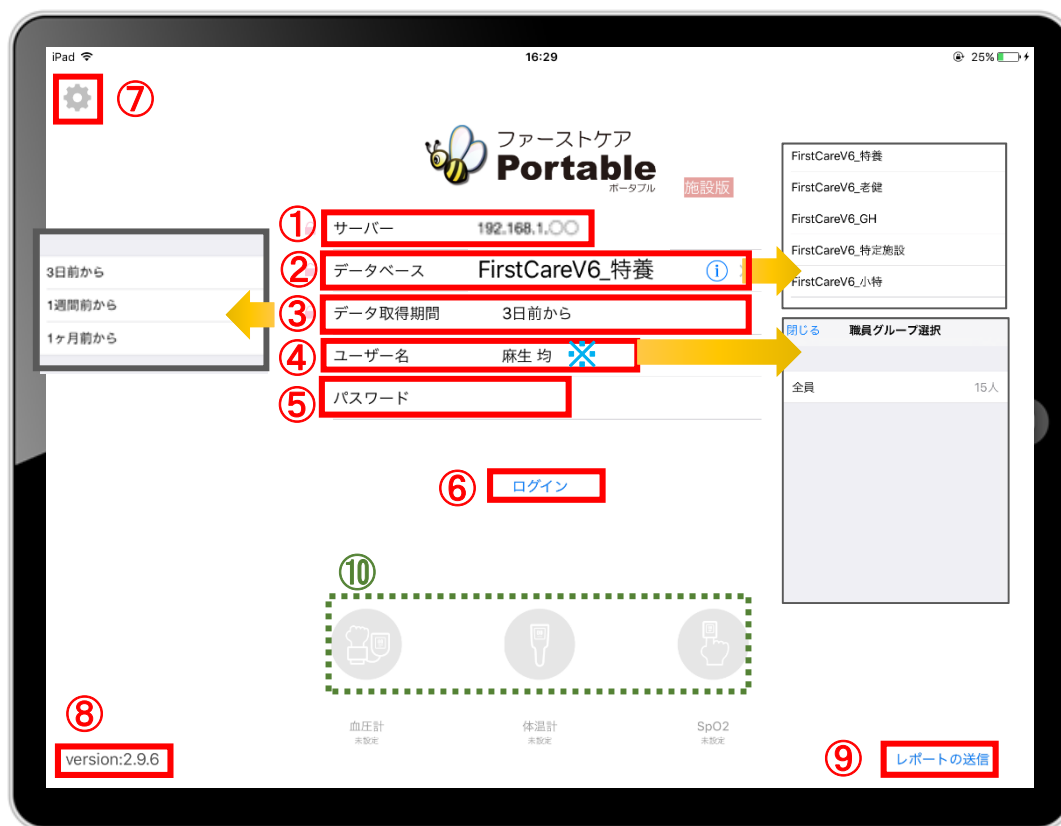 iPad
16:29
25%
⑦
ファーストケア
Portable
ポータブル
施設版
① サーバー 192.168.1.○○
② データベース FirstCareV6_特養
③ データ取得期間 3日前から
④ ユーザー名 麻生 均 ※
⑤ パスワード
⑥ ログイン
3日前から
1週間前から
1ヶ月前から
FirstCareV6_特養
FirstCareV6_老健
FirstCareV6_GH
FirstCareV6_特定施設
FirstCareV6_小特
閉じる 職員グループ選択
全員 15人
⑩
血圧計 体温計 SpO2
未設定 未設定 未設定
⑧
version:2.9.6
⑨ レポートの送信